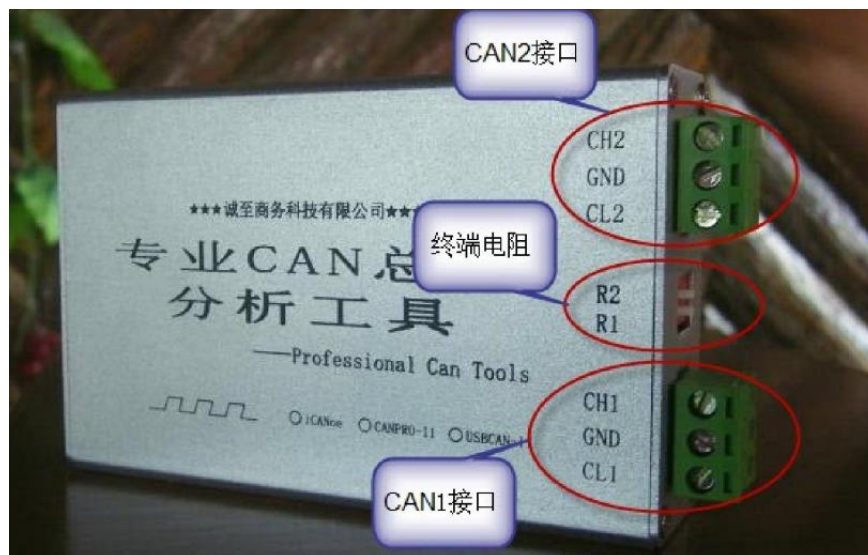 CAN2接口
CH2
GND
CL2
★★★诚至商务科技有限公司★★
终端电阻
专业CAN总
分析工具
R2
R1
——Professional Can Tools
CH1
GND
CL1
iCANoe CANPRO-II USBCAN-
CAN1接口